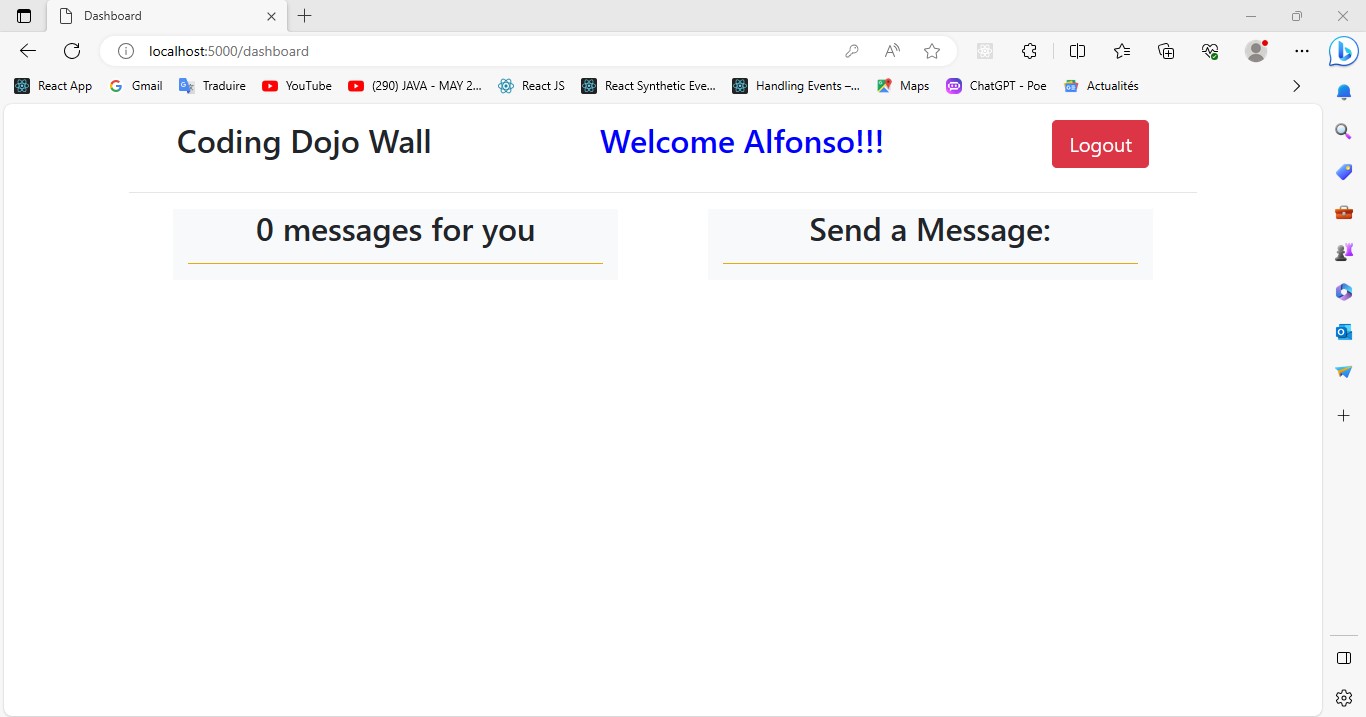 Dashboard
localhost:5000/dashboard
React App Gmail Traduire YouTube (290) JAVA - MAY 2... React JS React Synthetic Eve... Handling Events –... Maps ChatGPT - Poe Actualités
Coding Dojo Wall Welcome Alfonso!!! Logout
0 messages for you Send a Message: